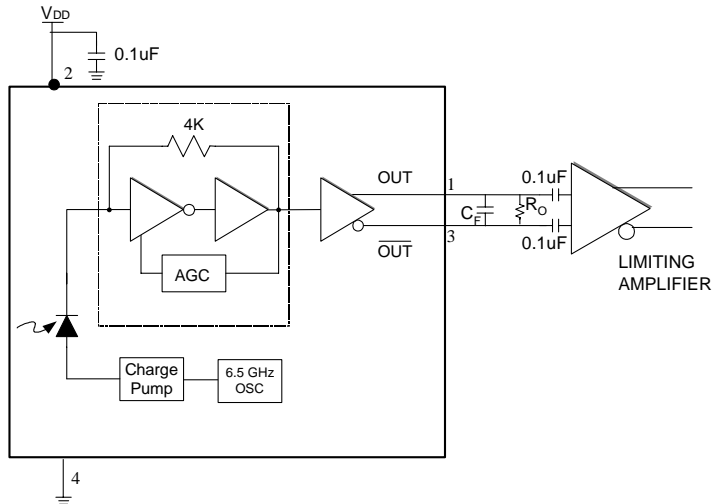 VDD
0.1uF
2
4K
OUT
1
0.1uF
CF
RO
OUT
3
0.1uF
AGC
LIMITING
AMPLIFIER
Charge
Pump
6.5 GHz
OSC
4